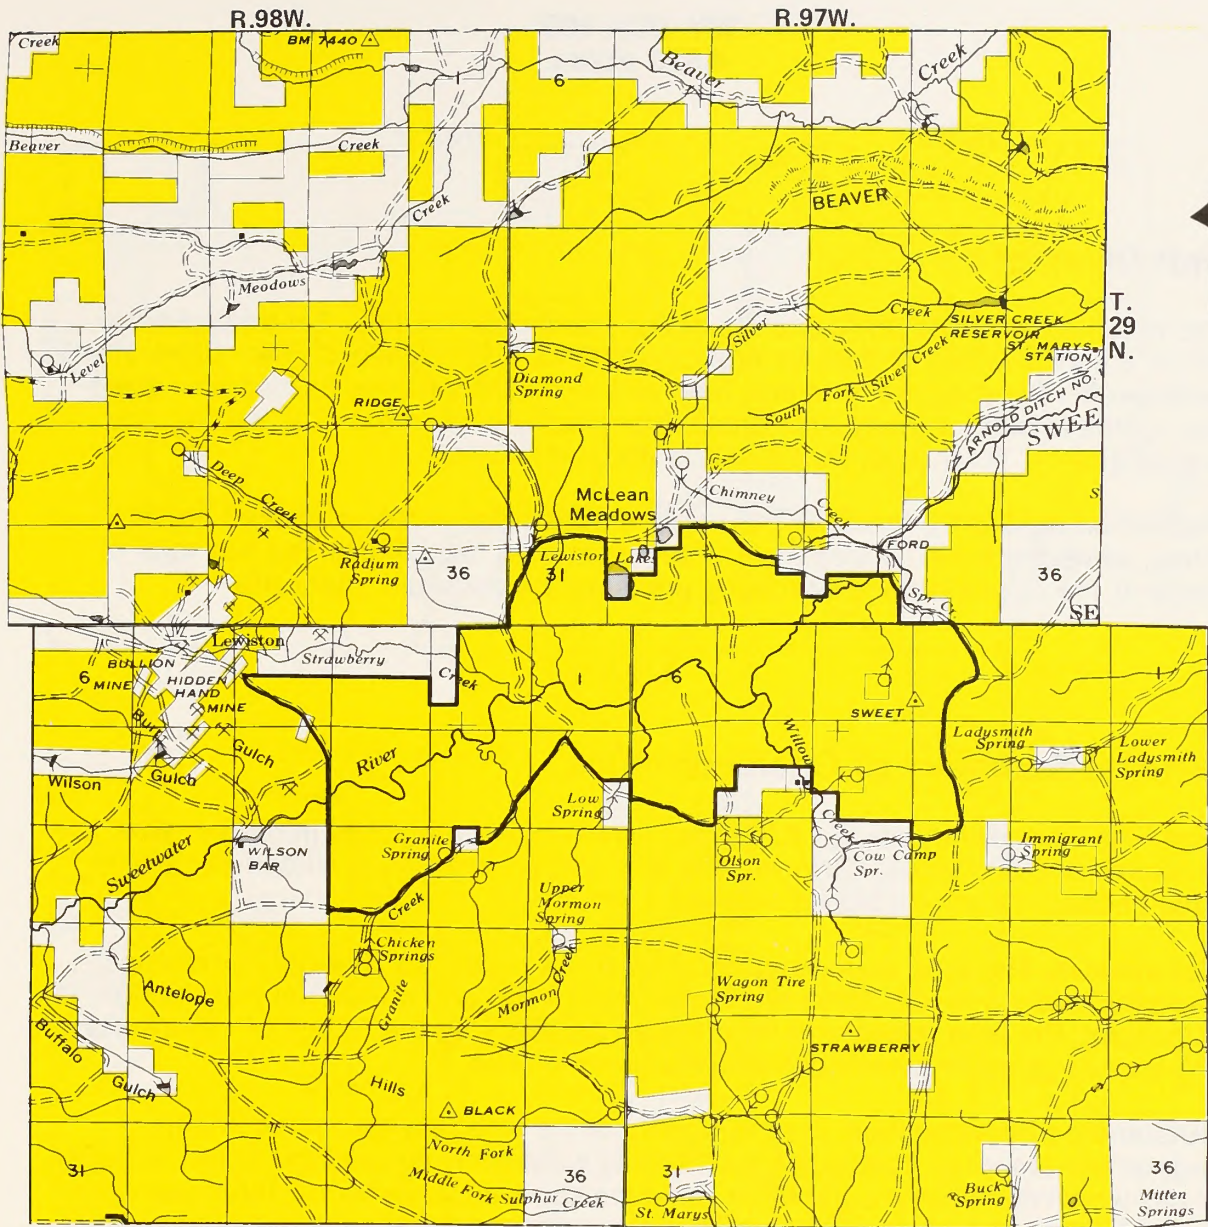 R.98W.
R.97W.
Creek
BM 7440
1
6
Beaver
Creek
1
Beaver
Creek
Creek
BEAVER
Meadows
T.
29
N.
Silver
Creek
SILVER CREEK
RESERVOIR
ST. MARYS
STATION
Level
Diamond
Spring
RIDGE
South Fork Silver Creek
ARNOLD DITCH NO. 1
SWEE
Deep Creek
Chimney
Creek
S
McLean
Meadows
Radium
Spring
36
Lewiston Lakes
31
FORD
36
Spr. Cr.
SE
Lewiston
Strawberry
Creek
BULLION
MINE
6
HIDDEN
HAND
MINE
1
6
SWEET
Burr
Gulch
Gulch
River
Willow
Ladysmith
Spring
Lower
Ladysmith
Spring
Wilson
Low
Spring
Granite
Spring
WILSON
BAR
Sweetwater
Olson
Spr.
Creek
Cow Camp
Spr.
Immigrant
Spring
Creek
Upper
Mormon
Spring
Chicken
Springs
Mormon Creek
Antelope
Granite
Wagon Tire
Spring
STRAWBERRY
Buffalo
Gulch
Hills
BLACK
North Fork
Middle Fork Sulphur Creek
31
36
31
St. Marys
Buck
Spring
36
Mitten
Springs